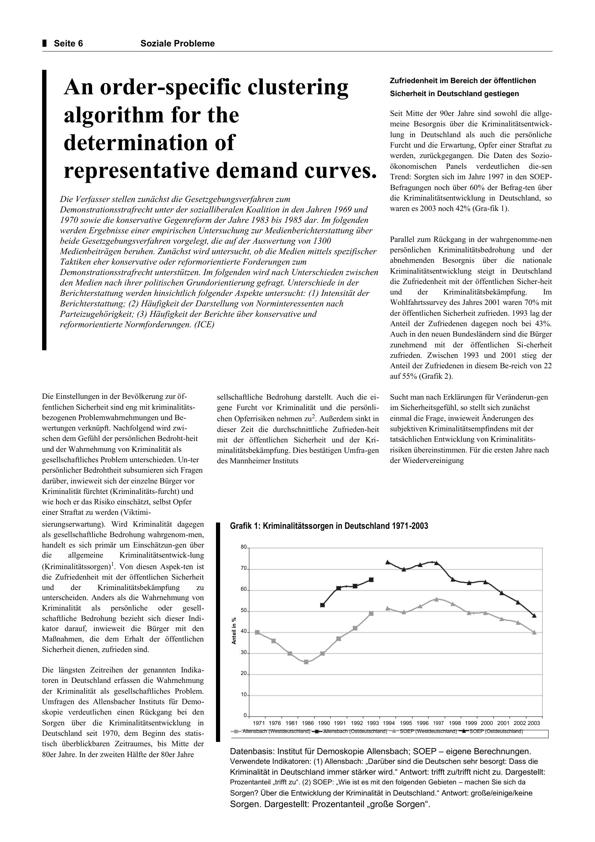 Seite 6 Soziale Probleme
An order-specific clustering
algorithm for the
determination of
representative demand curves.
Die Verfasser stellen zunächst die Gesetzgebungsverfahren zum
Demonstrationsstrafrecht unter der sozialliberalen Koalition in den Jahren 1969 und
1970 sowie die konservative Gegenreform der Jahre 1983 bis 1985 dar. Im folgenden
werden Ergebnisse einer empirischen Untersuchung zur Medienberichterstattung über
beide Gesetzgebungsverfahren vorgelegt, die auf der Auswertung von 1300
Medienbeiträgen beruhen. Zunächst wird untersucht, ob die Medien mittels spezifischer
Taktiken eher konservative oder reformorientierte Forderungen zum
Demonstrationsstrafrecht unterstützen. Im folgenden wird nach Unterschieden zwischen
den Medien nach ihrer politischen Grundorientierung gefragt. Unterschiede in der
Berichterstattung werden hinsichtlich folgender Aspekte untersucht: (1) Intensität der
Berichterstattung; (2) Häufigkeit der Darstellung von Norminteressenten nach
Parteizugehörigkeit; (3) Häufigkeit der Berichte über konservative und
reformorientierte Normforderungen. (ICE)
Zufriedenheit im Bereich der öffentlichen
Sicherheit in Deutschland gestiegen
Seit Mitte der 90er Jahre sind sowohl die allge-
meine Besorgnis über die Kriminalitätsentwick-
lung in Deutschland als auch die persönliche
Furcht und die Erwartung, Opfer einer Straftat zu
werden, zurückgegangen. Die Daten des Sozio-
ökonomischen Panels verdeutlichen die-sen
Trend: Sorgten sich im Jahre 1997 in den SOEP-
Befragungen noch über 60% der Befrag-ten über
die Kriminalitätsentwicklung in Deutschland, so
waren es 2003 noch 42% (Gra-fik 1).
Parallel zum Rückgang in der wahrgenomme-nen
persönlichen Kriminalitätsbedrohung und der
abnehmenden Besorgnis über die nationale
Kriminalitätsentwicklung steigt in Deutschland
die Zufriedenheit mit der öffentlichen Sicher-heit
und der Kriminalitätsbekämpfung. Im
Wohlfahrtssurvey des Jahres 2001 waren 70% mit
der öffentlichen Sicherheit zufrieden. 1993 lag der
Anteil der Zufriedenen dagegen noch bei 43%.
Auch in den neuen Bundesländern sind die Bürger
zunehmend mit der öffentlichen Si-cherheit
zufrieden. Zwischen 1993 und 2001 stieg der
Anteil der Zufriedenen in diesem Be-reich von 22
auf 55% (Grafik 2).
Die Einstellungen in der Bevölkerung zur öf-
fentlichen Sicherheit sind eng mit kriminalitäts-
bezogenen Problemwahrnehmungen und Be-
wertungen verknüpft. Nachfolgend wird zwi-
schen dem Gefühl der persönlichen Bedroht-heit
und der Wahrnehmung von Kriminalität als
gesellschaftliches Problem unterschieden. Un-ter
persönlicher Bedrohtheit subsumieren sich Fragen
darüber, inwieweit sich der einzelne Bürger vor
Kriminalität fürchtet (Kriminalitäts-furcht) und
wie hoch er das Risiko einschätzt, selbst Opfer
einer Straftat zu werden (Viktimi-
sierungserwartung). Wird Kriminalität dagegen
als gesellschaftliche Bedrohung wahrgenom-men,
handelt es sich primär um Einschätzun-gen über
die allgemeine Kriminalitätsentwick-lung
(Kriminalitätssorgen)1. Von diesen Aspek-ten ist
die Zufriedenheit mit der öffentlichen Sicherheit
und der Kriminalitätsbekämpfung zu
unterscheiden. Anders als die Wahrnehmung von
Kriminalität als persönliche oder gesell-
schaftliche Bedrohung bezieht sich dieser Indi-
kator darauf, inwieweit die Bürger mit den
Maßnahmen, die dem Erhalt der öffentlichen
Sicherheit dienen, zufrieden sind.
Die längsten Zeitreihen der genannten Indika-
toren in Deutschland erfassen die Wahrnehmung
der Kriminalität als gesellschaftliches Problem.
Umfragen des Allensbacher Instituts für Demo-
skopie verdeutlichen einen Rückgang bei den
Sorgen über die Kriminalitätsentwicklung in
Deutschland seit 1970, dem Beginn des statis-
tisch überblickbaren Zeitraumes, bis Mitte der
80er Jahre. In der zweiten Hälfte der 80er Jahre
sellschaftliche Bedrohung darstellt. Auch die ei-
gene Furcht vor Kriminalität und die persönli-
chen Opferrisiken nehmen zu2. Außerdem sinkt in
dieser Zeit die durchschnittliche Zufrieden-heit
mit der öffentlichen Sicherheit und der Kri-
minalitätsbekämpfung. Dies bestätigen Umfra-gen
des Mannheimer Instituts
Sucht man nach Erklärungen für Veränderun-gen
im Sicherheitsgefühl, so stellt sich zunächst
einmal die Frage, inwieweit Änderungen des
subjektiven Kriminalitätsempfindens mit der
tatsächlichen Entwicklung von Kriminalitäts-
risiken übereinstimmen. Für die ersten Jahre nach
der Wiedervereinigung
Grafik 1: Kriminalitätssorgen in Deutschland 1971-2003
Anteil in %
80
70
60
50
40
30
20
10
0
1971 1976 1981 1986 1990 1991 1992 1993 1994 1995 1996 1997 1998 1999 2000 2001 2002 2003
Allensbach (Westdeutschland) Allensbach (Ostdeutschland) SOEP (Westdeutschland) SOEP (Ostdeutschland)
Datenbasis: Institut für Demoskopie Allensbach; SOEP – eigene Berechnungen.
Verwendete Indikatoren: (1) Allensbach: „Darüber sind die Deutschen sehr besorgt: Dass die
Kriminalität in Deutschland immer stärker wird.“ Antwort: trifft zu/trifft nicht zu. Dargestellt:
Prozentanteil „trifft zu“. (2) SOEP: „Wie ist es mit den folgenden Gebieten – machen Sie sich da
Sorgen? Über die Entwicklung der Kriminalität in Deutschland.“ Antwort: große/einige/keine
Sorgen. Dargestellt: Prozentanteil „große Sorgen“.